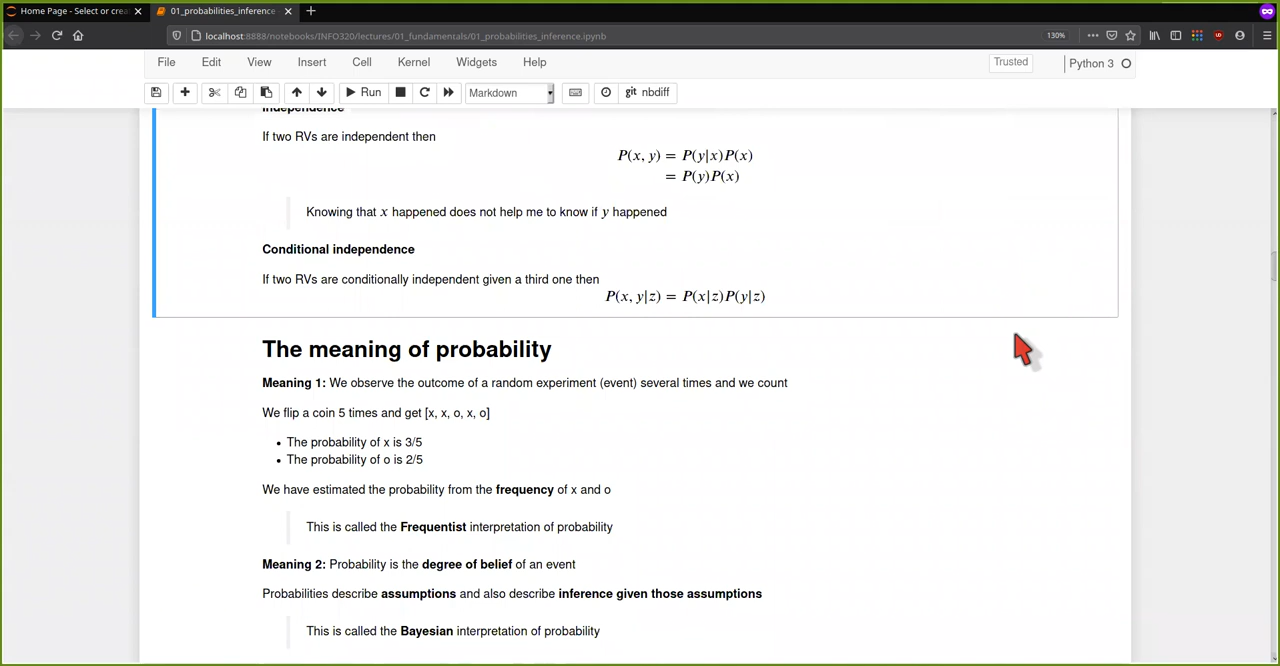 Home Page - Select or crea
01_probabilities_inference
localhost:8888/notebooks/INFO320/lectures/01_fundamentals/01_probabilities_inference.ipynb
130%
File Edit View Insert Cell Kernel Widgets Help
Trusted
Python 3
Run
Markdown
git nbdiff
Independence
If two RVs are independent then
P(x, y) = P(y|x)P(x)
= P(y)P(x)
Knowing that x happened does not help me to know if y happened
Conditional independence
If two RVs are conditionally independent given a third one then
P(x, y|z) = P(x|z)P(y|z)
The meaning of probability
Meaning 1: We observe the outcome of a random experiment (event) several times and we count
We flip a coin 5 times and get [x, x, o, x, o]
• The probability of x is 3/5
• The probability of o is 2/5
We have estimated the probability from the frequency of x and o
This is called the Frequentist interpretation of probability
Meaning 2: Probability is the degree of belief of an event
Probabilities describe assumptions and also describe inference given those assumptions
This is called the Bayesian interpretation of probability